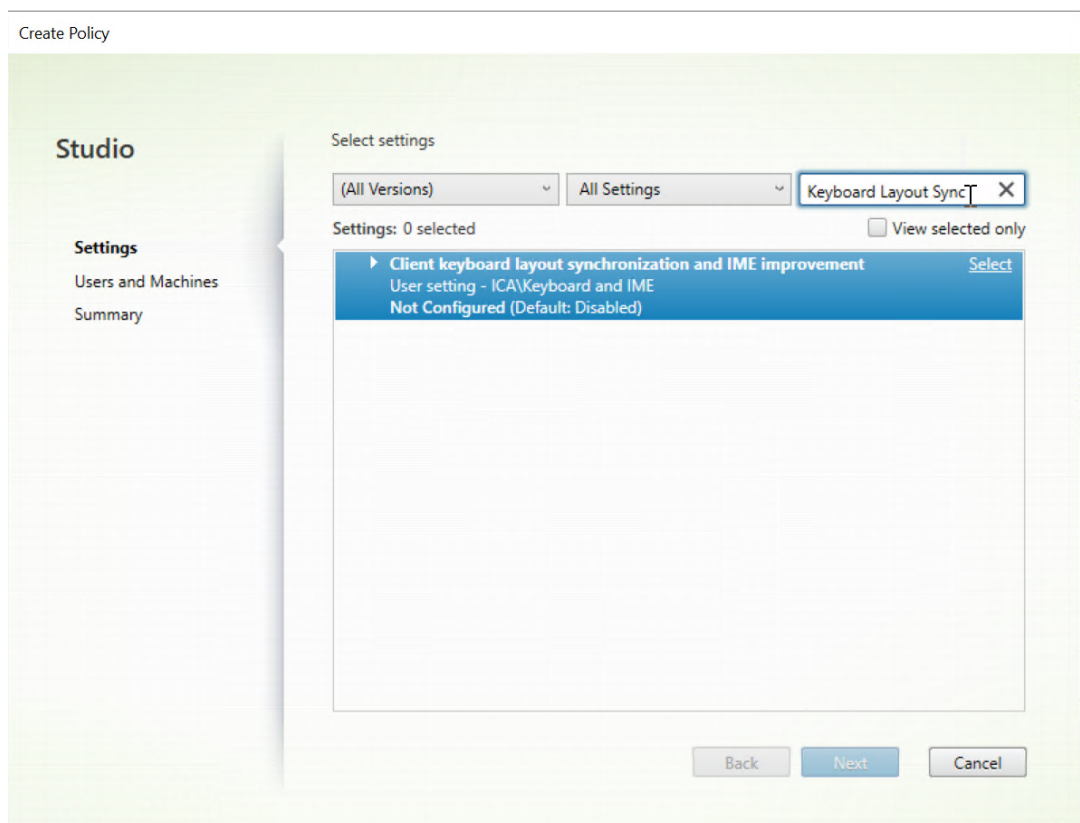 Create Policy
Studio
Settings
Users and Machines
Summary
Select settings
(All Versions)
All Settings
Keyboard Layout Sync
Settings: 0 selected
View selected only
Client keyboard layout synchronization and IME improvement
Select
User setting - ICA\Keyboard and IME
Not Configured (Default: Disabled)
Back
Next
Cancel